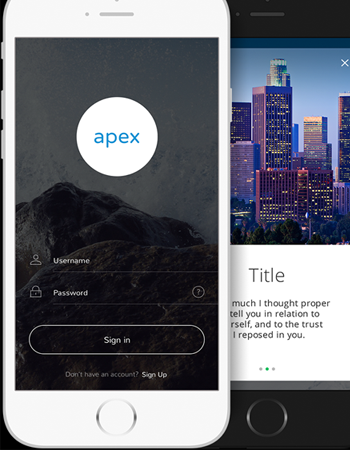 apex
Username
Password
?
Sign in
Don't have an account? Sign Up
Title
much I thought proper
tell you in relation to
rself, and to the trust
I reposed in you.